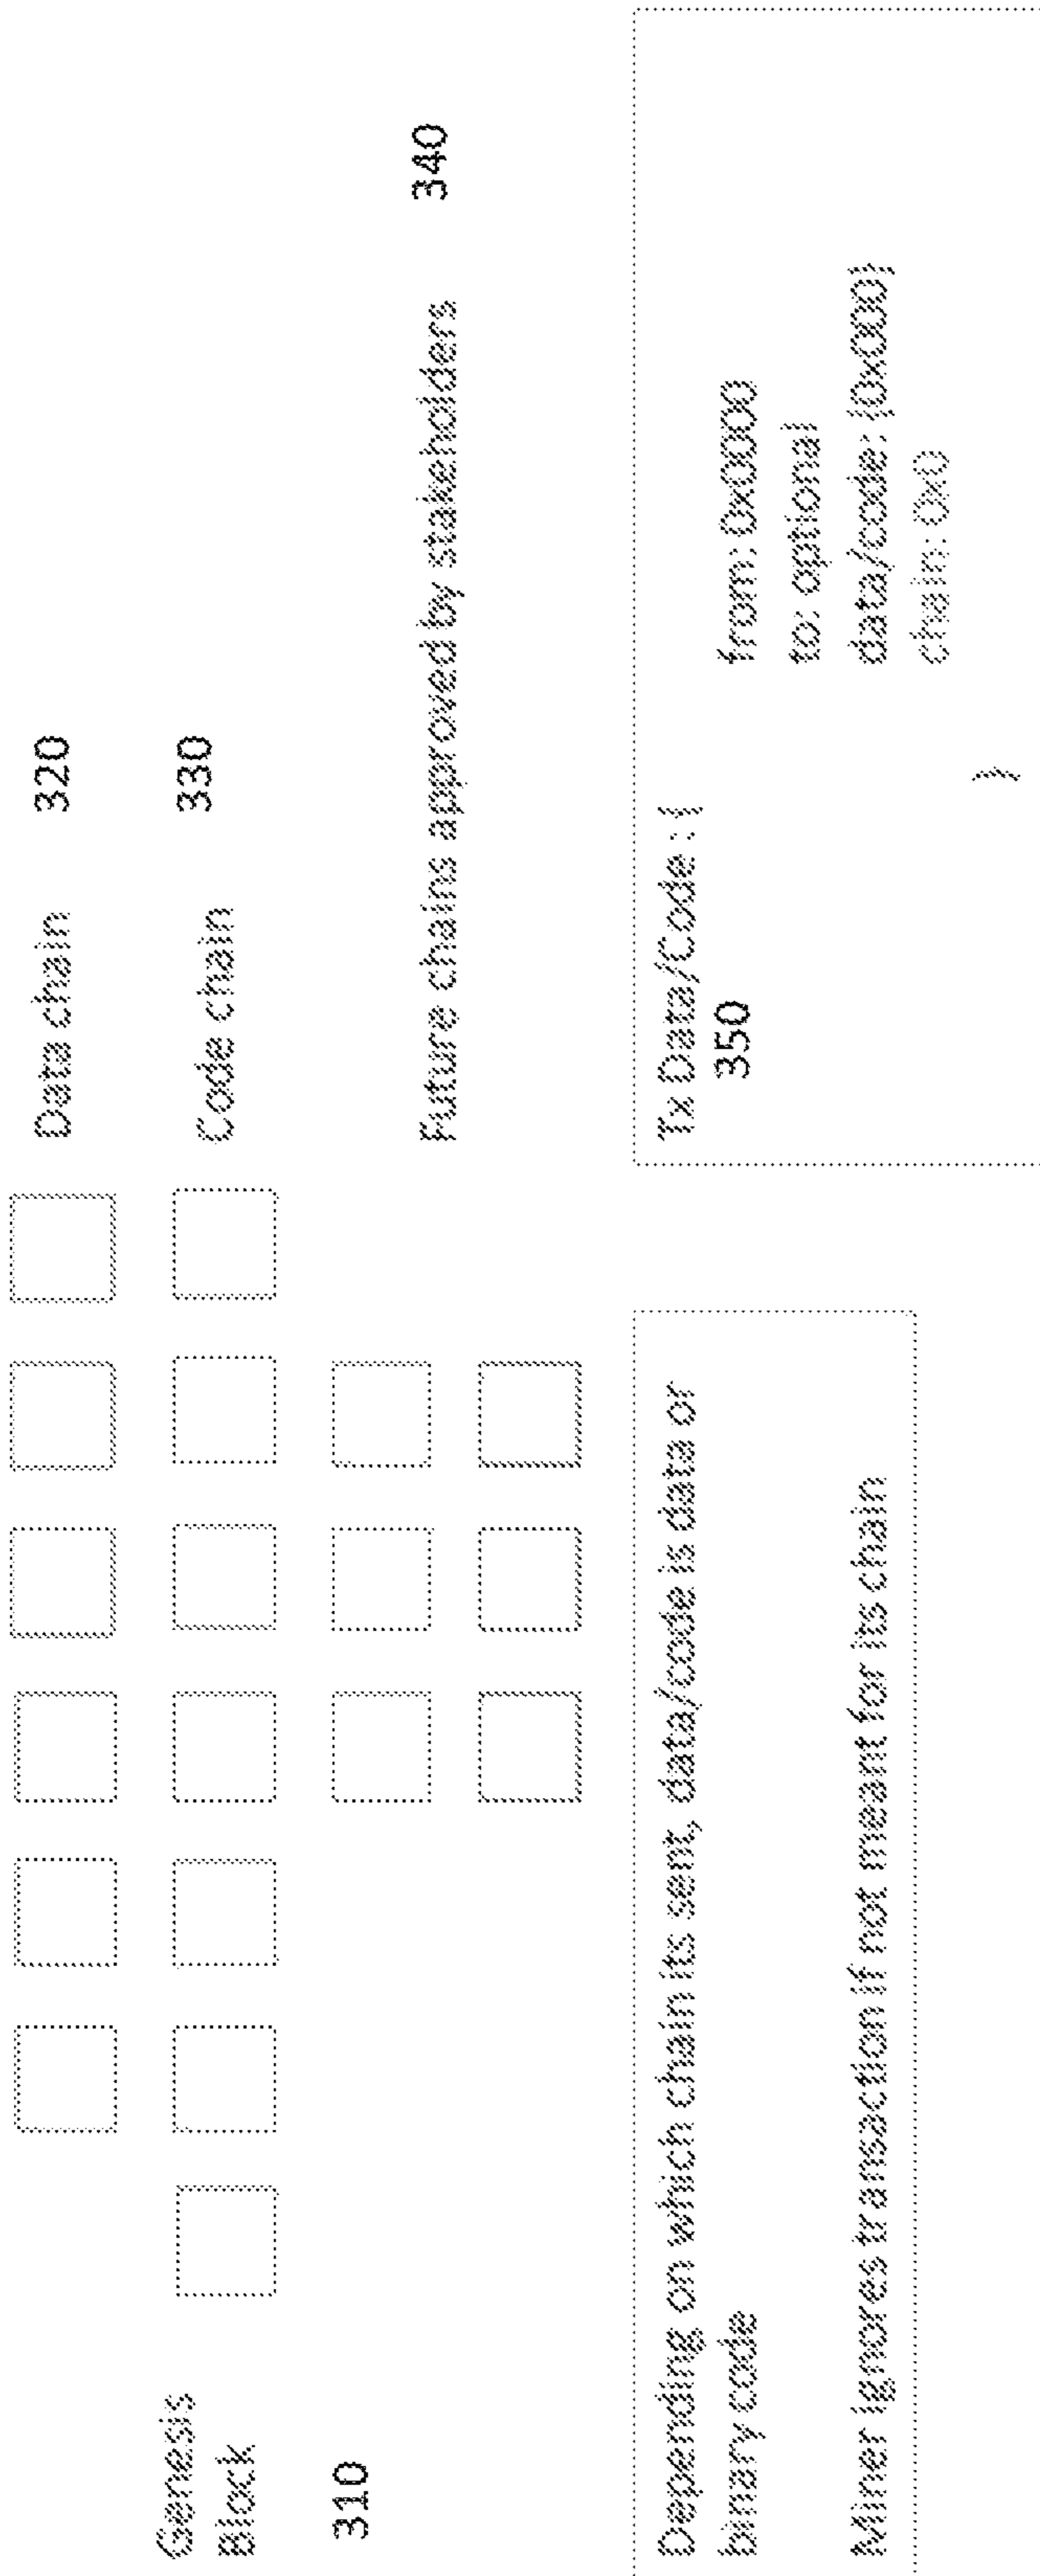 Data chain 320
Genesis
Block
Code chain 330
310
Future chains approved by stakeholders 340
Depending on which chain its sent, data/code is data or
binary code
Miner ignores transaction if not meant for its chain
Tx Data/Code : {
350
from: 0x0000
to: optional
data/code: {0x000}
chain: 0x0
}